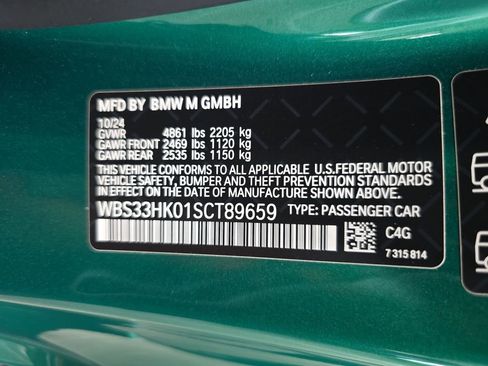 MFD BY BMW M GMBH
10/24
GVWR 4861 lbs 2205 kg
GAWR FRONT 2469 lbs 1120 kg
GAWR REAR 2535 lbs 1150 kg
THIS VEHICLE CONFORMS TO ALL APPLICABLE U.S.FEDERAL MOTOR
VEHICLE SAFETY, BUMPER AND THEFT PREVENTION STANDARDS
IN EFFECT ON THE DATE OF MANUFACTURE SHOWN ABOVE.
WBS33HK01SCT89659 TYPE: PASSENGER CAR
C4G
7 315 814